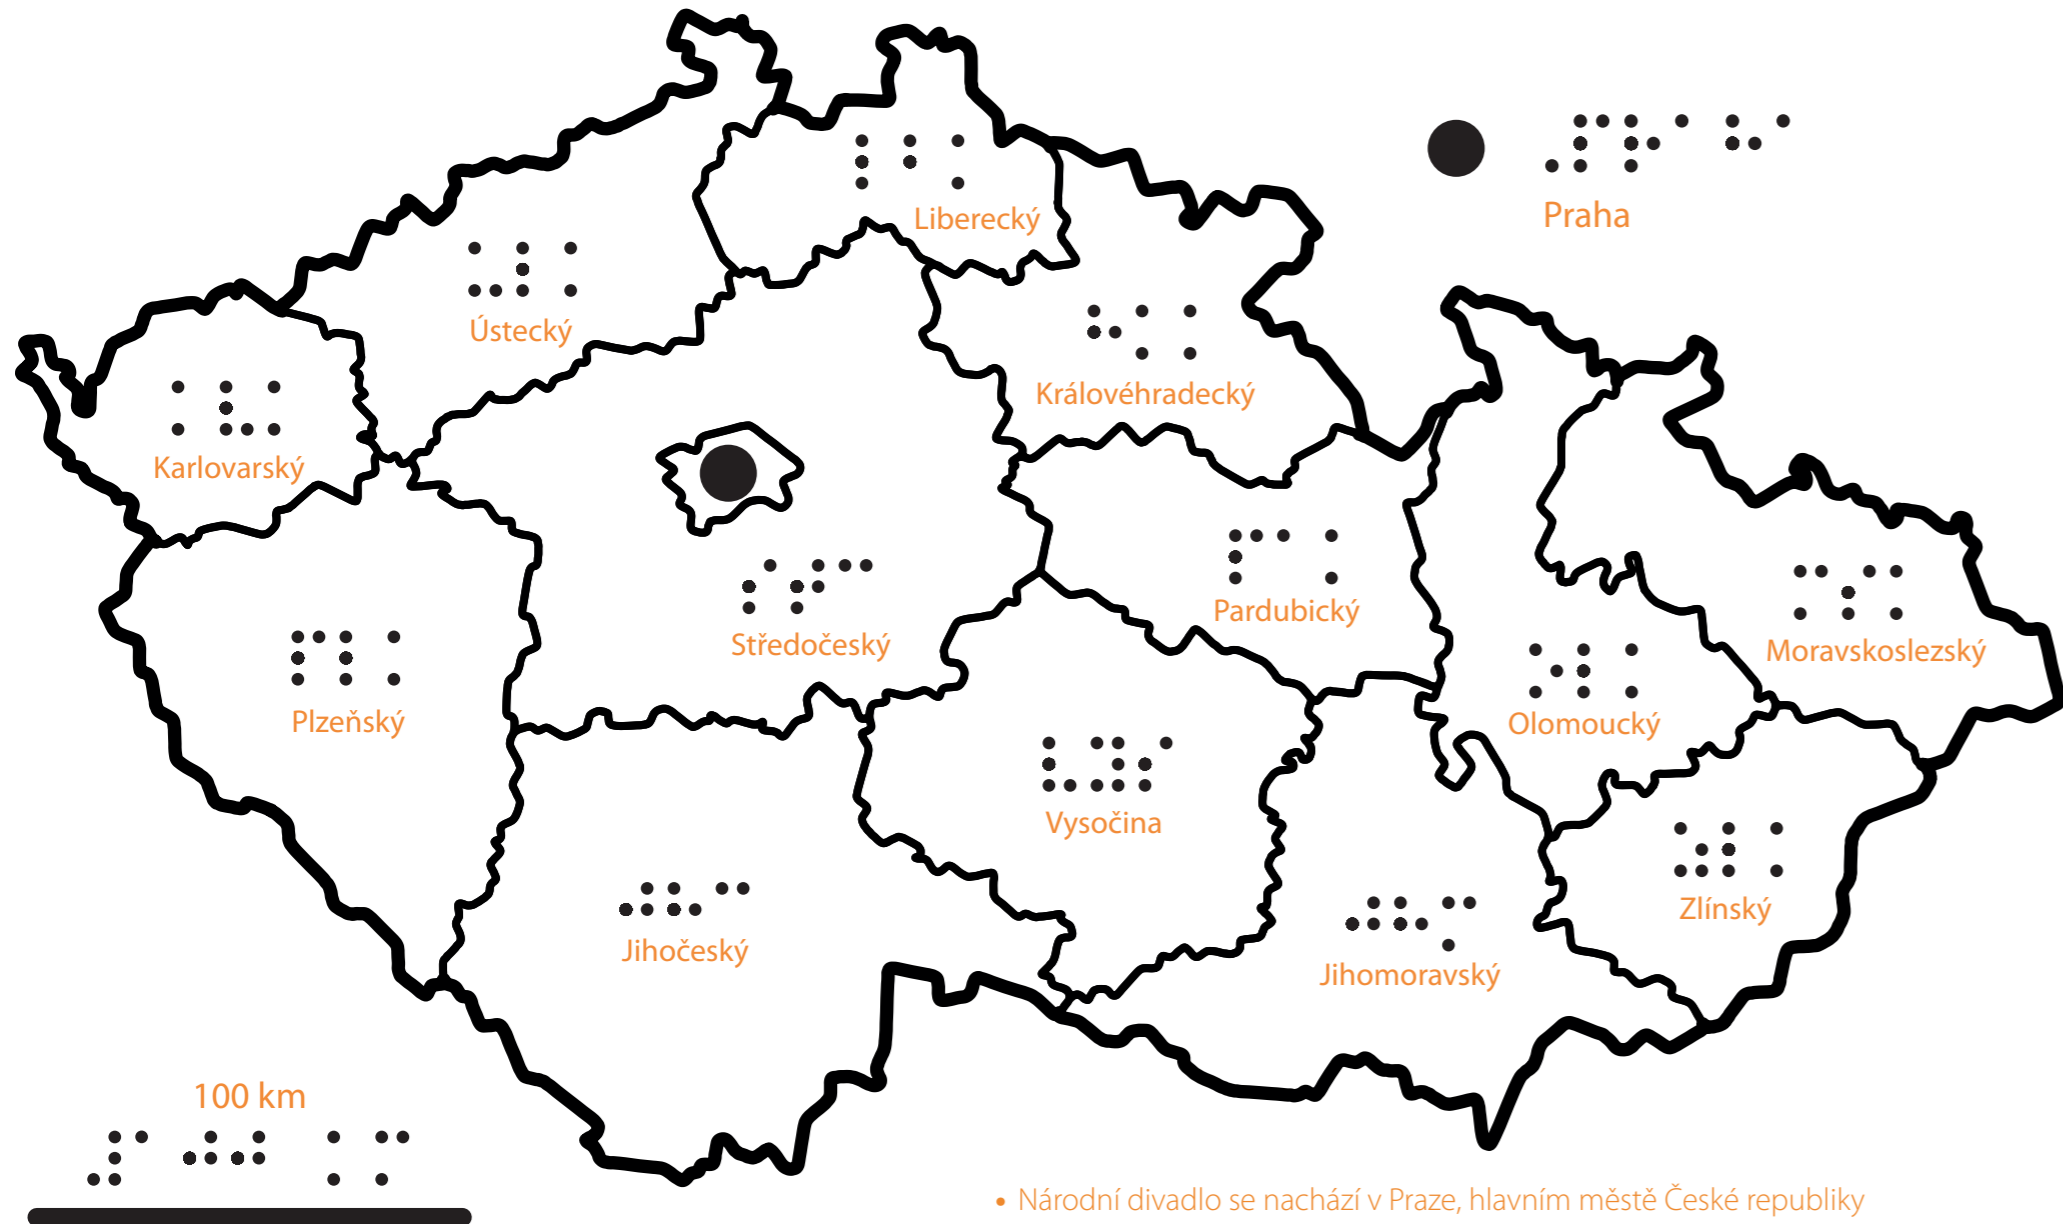 Praha
Liberecký
Ústecký
Královéhradecký
Karlovarský
Pardubický
Středočeský
Moravskoslezský
Plzeňský
Olomoucký
Vysočina
Zlínský
Jihočeský
Jihomoravský
100 km
• Národní divadlo se nachází v Praze, hlavním městě České republiky